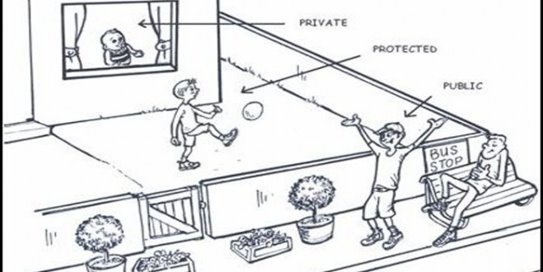 PRIVATE
PROTECTED
PUBLIC
BUS
STOP